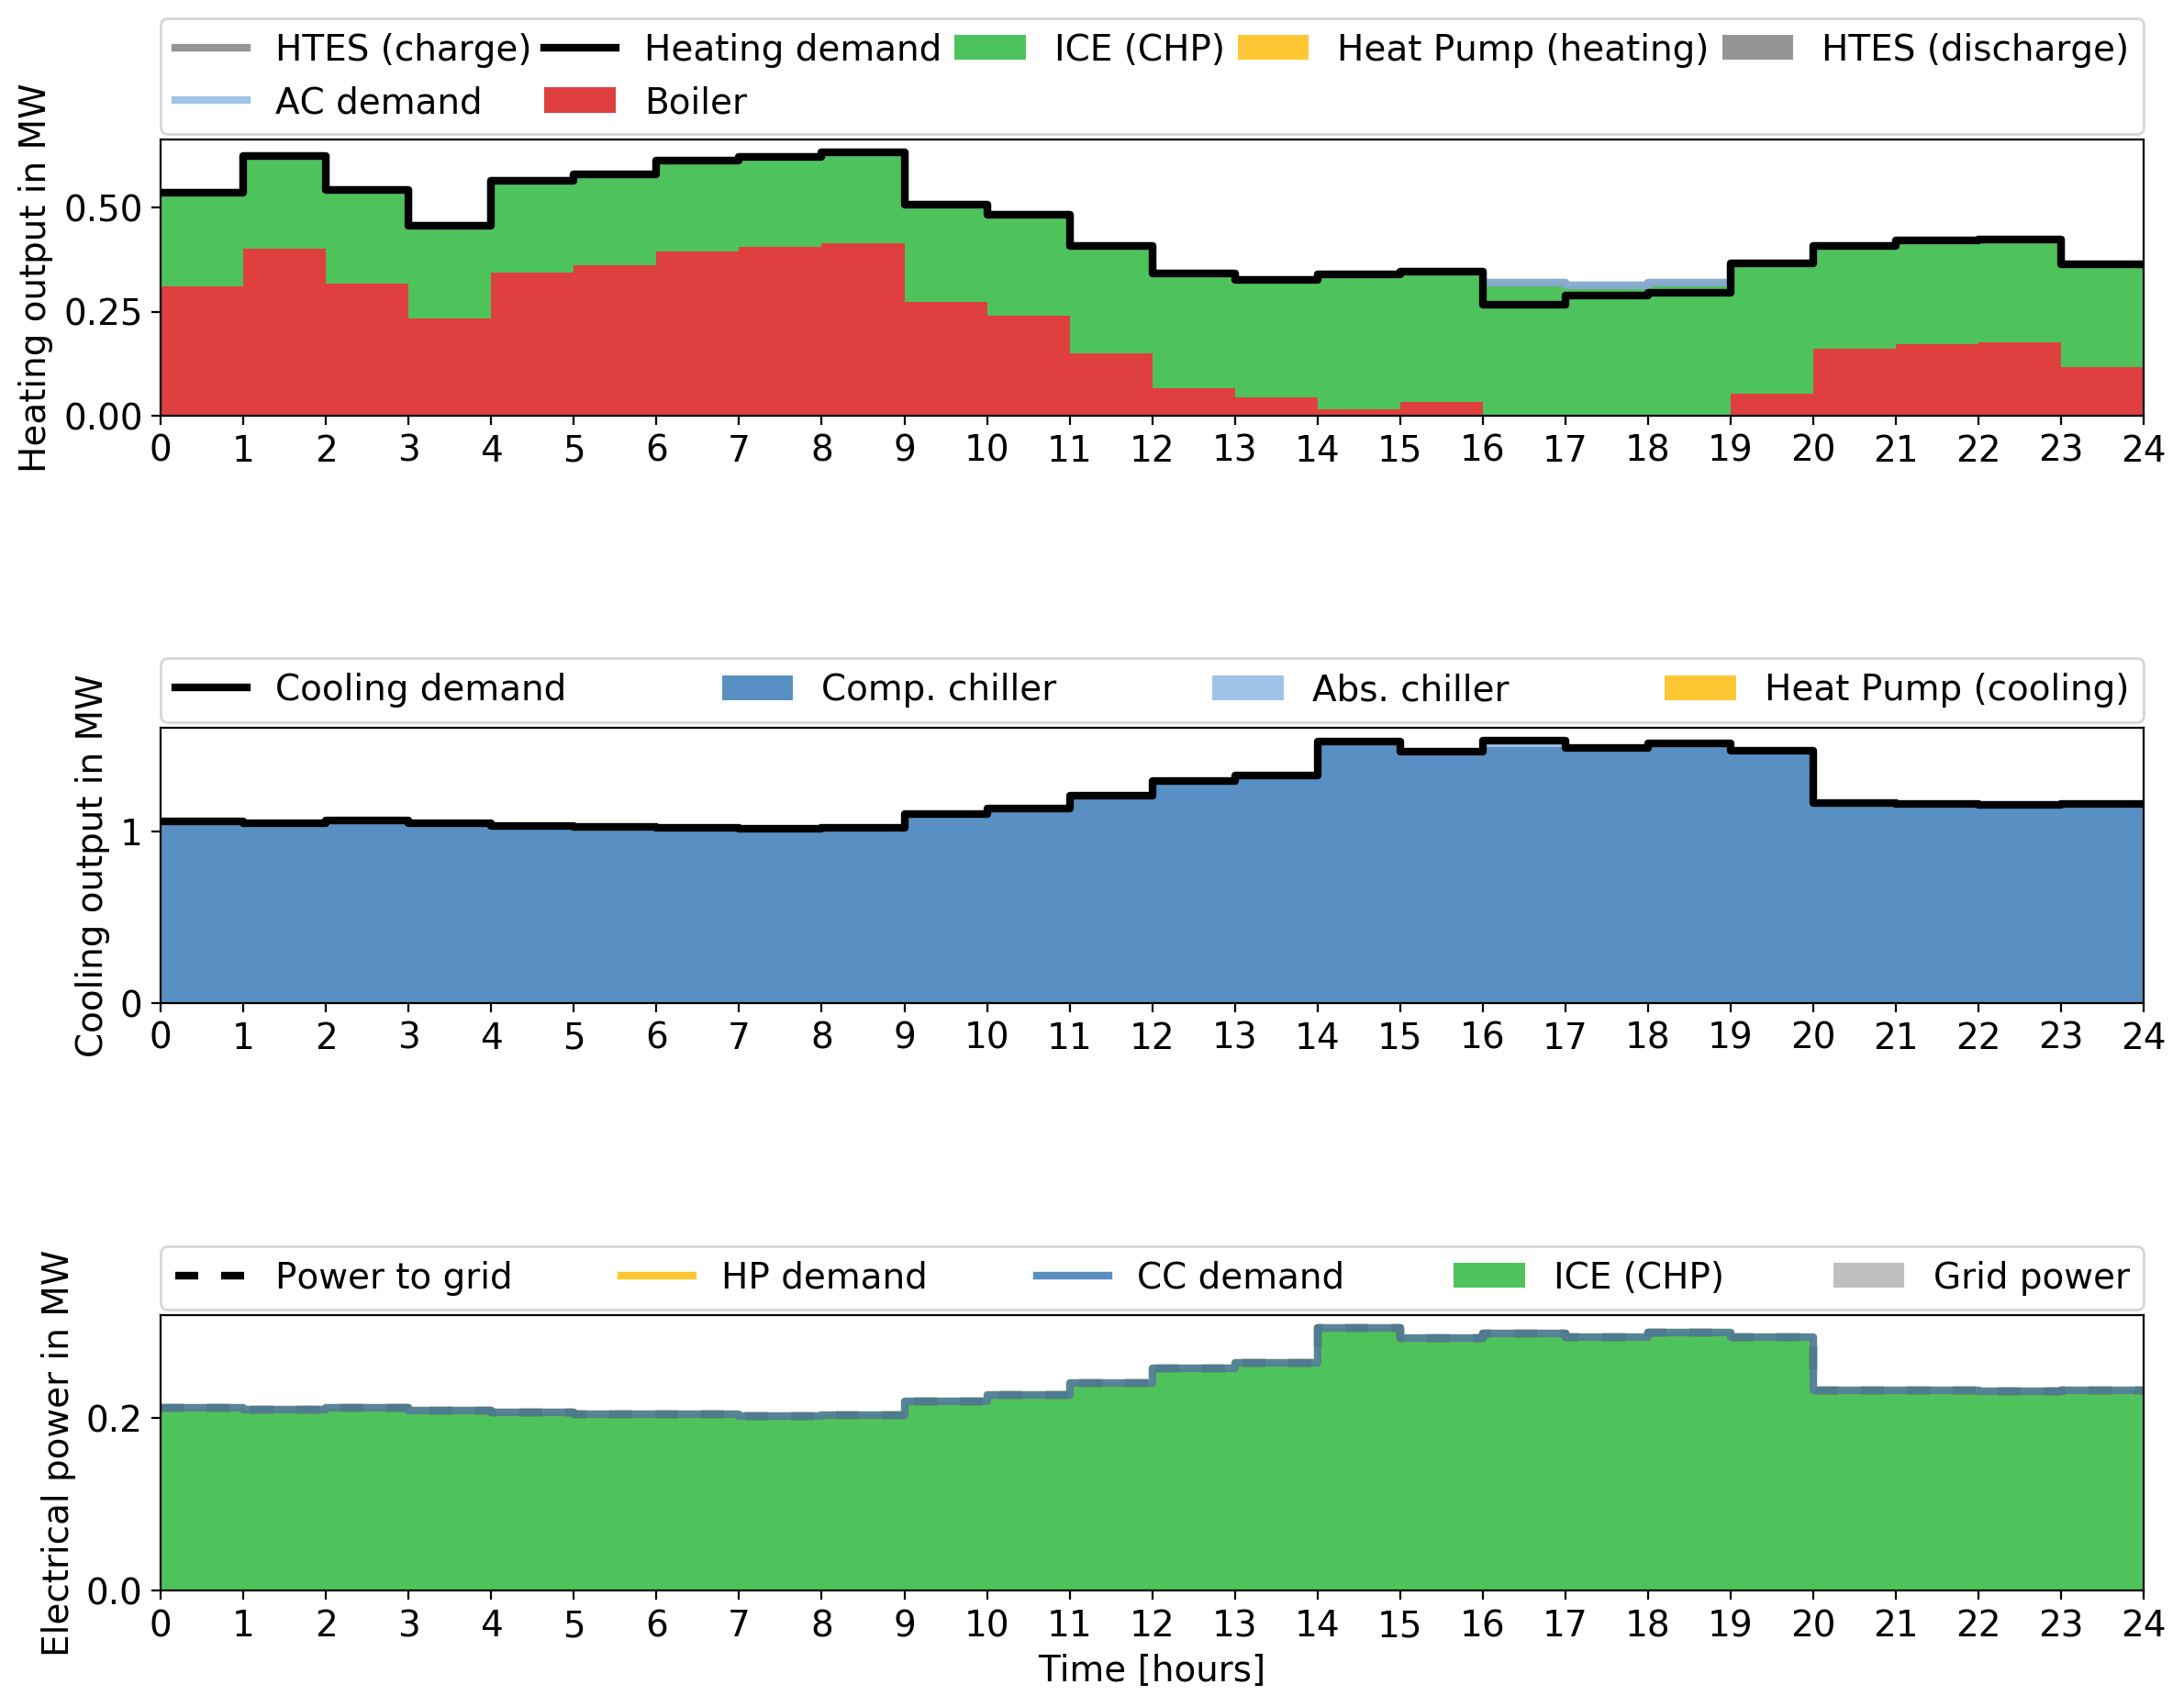 HTES (charge) Heating demand ICE (CHP) Heat Pump (heating) HTES (discharge)
AC demand Boiler
Heating output in MW
0.50
0.25
0.00
0 1 2 3 4 5 6 7 8 9 10 11 12 13 14 15 16 17 18 19 20 21 22 23 24
Cooling demand Comp. chiller Abs. chiller Heat Pump (cooling)
Cooling output in MW
1
0
0 1 2 3 4 5 6 7 8 9 10 11 12 13 14 15 16 17 18 19 20 21 22 23 24
Power to grid HP demand CC demand ICE (CHP) Grid power
Electrical power in MW
0.2
0.0
0 1 2 3 4 5 6 7 8 9 10 11 12 13 14 15 16 17 18 19 20 21 22 23 24
Time [hours]